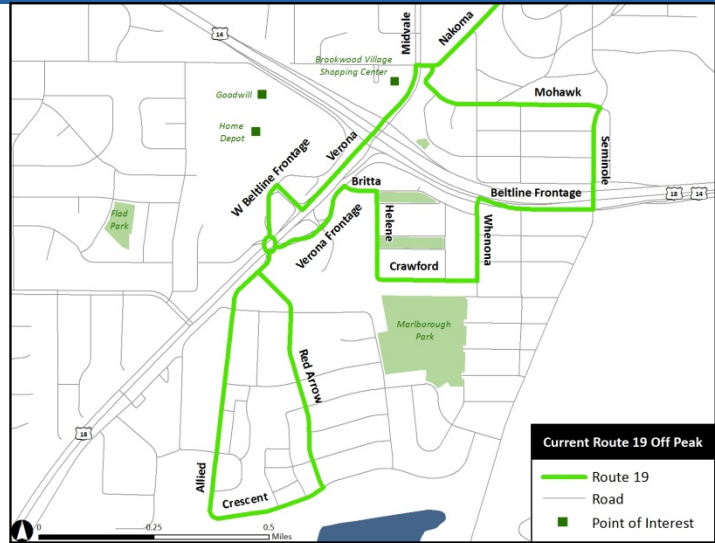 14
Midvale
Nakoma
Brookwood Village
Shopping Center
Goodwill
Home
Depot
Mohawk
Verona
W Beltline Frontage
Seminole
Britta
Beltline Frontage
18
14
Flad
Park
Verona Frontage
Helene
Whenona
Crawford
Marlborough
Park
Red Arrow
18
Allied
Crescent
Current Route 19 Off Peak
Route 19
Road
Point of Interest
0
0.25
0.5
Miles